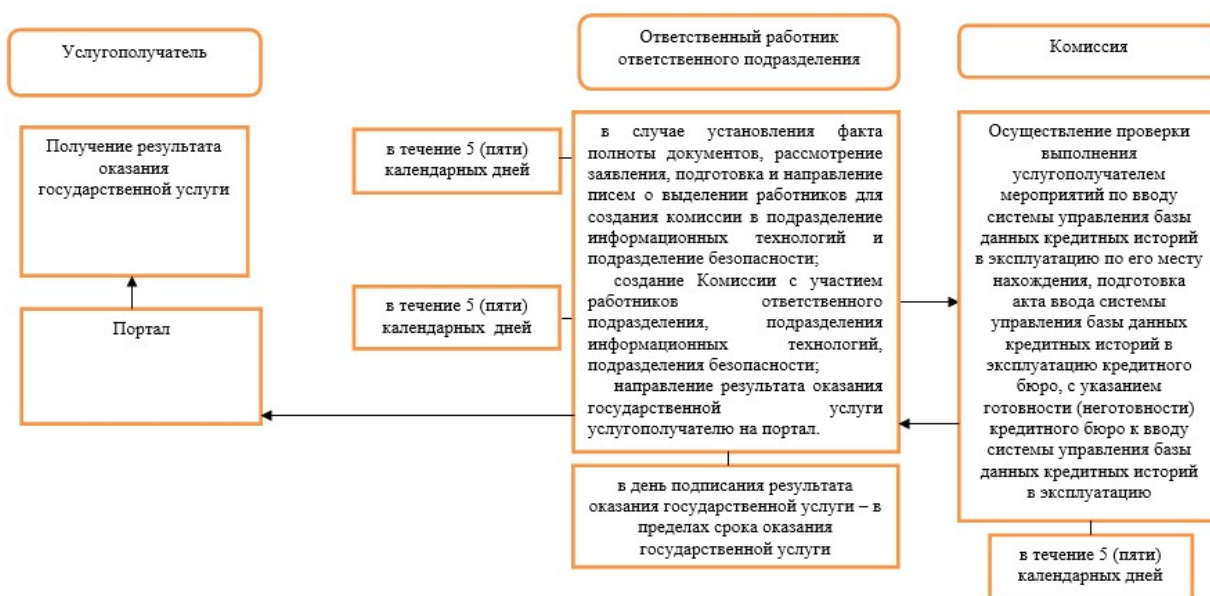 Услугополучатель
Ответственный работник
ответственного подразделения
Комиссия
Получение результата
оказания
государственной услуги
Портал
в течение 5 (пяти)
календарных дней
в течение 5 (пяти)
календарных дней
в случае установления факта
полноты документов, рассмотрение
заявления, подготовка и направление
писем о выделении работников для
создания комиссии в подразделение
информационных технологий и
подразделение безопасности;
создание Комиссии с участием
работников ответственного
подразделения, подразделения
информационных технологий,
подразделения безопасности;
направление результата оказания
государственной услуги
услугополучателю на портал.
в день подписания результата
оказания государственной услуги – в
пределах срока оказания
государственной услуги
Осуществление проверки
выполнения
услугополучателем
мероприятий по вводу
системы управления базы
данных кредитных историй
в эксплуатацию по его месту
нахождения, подготовка
акта ввода системы
управления базы данных
кредитных историй в
эксплуатацию кредитного
бюро, с указанием
готовности (неготовности)
кредитного бюро к вводу
системы управления базы
данных кредитных историй
в эксплуатацию
в течение 5 (пяти)
календарных дней